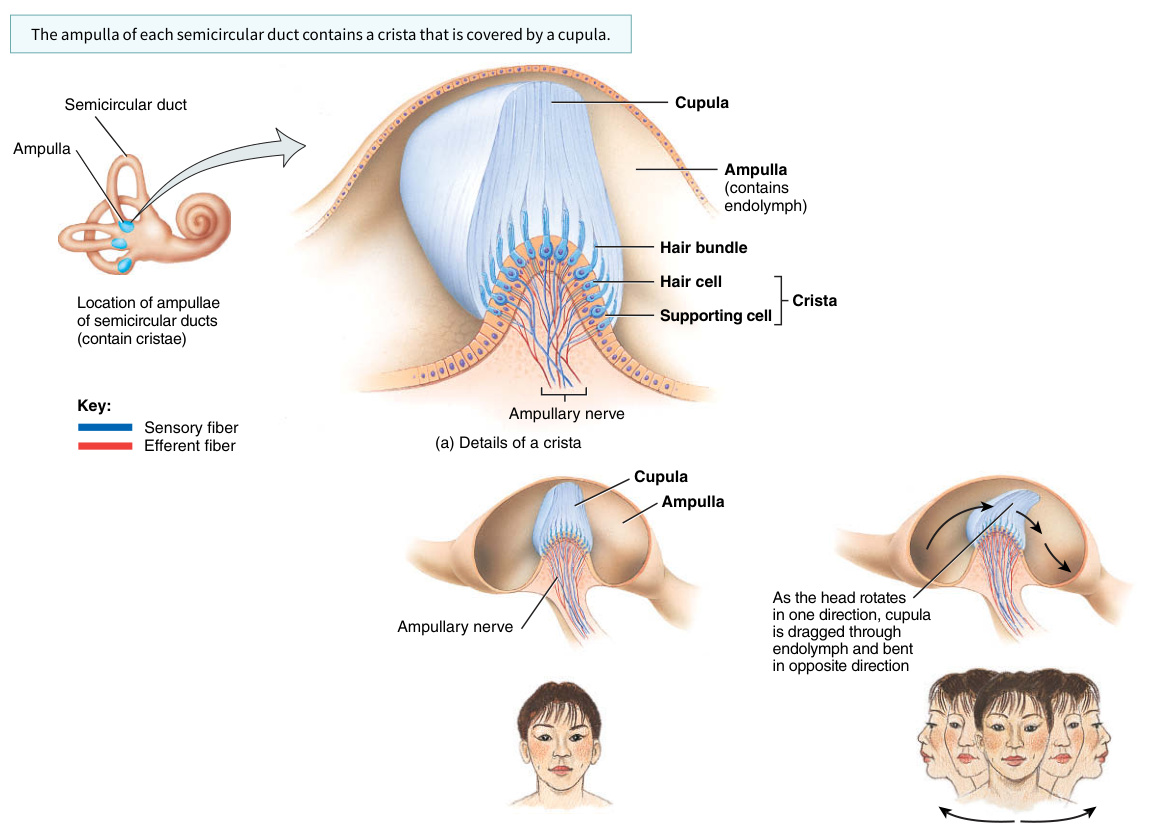 The ampulla of each semicircular duct contains a crista that is covered by a cupula.
Semicircular duct
Ampulla
Location of ampullae
of semicircular ducts
(contain cristae)
Cupula
Ampulla
(contains
endolymph)
Hair bundle
Hair cell
Supporting cell
Crista
Ampullary nerve
(a) Details of a crista
Key:
Sensory fiber
Efferent fiber
Cupula
Ampulla
Ampullary nerve
As the head rotates
in one direction, cupula
is dragged through
endolymph and bent
in opposite direction